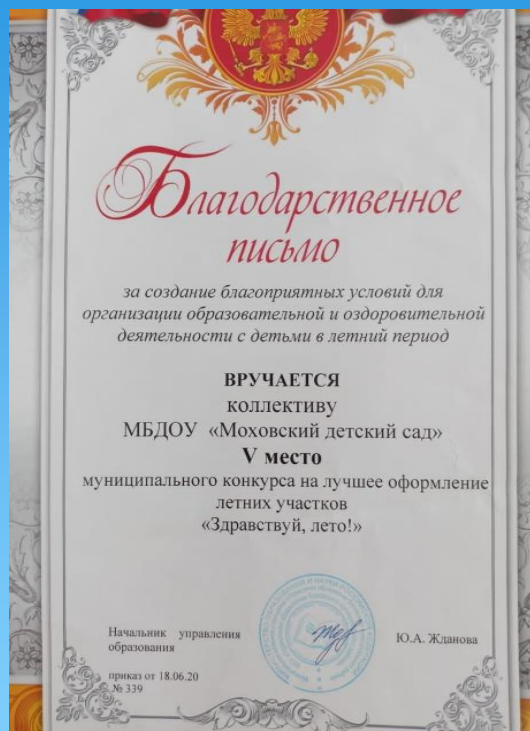 Благодарственное
письмо
за создание благоприятных условий для
организации образовательной и оздоровительной
деятельности с детьми в летний период
ВРУЧАЕТСЯ
коллективу
МБДОУ «Моховский детский сад»
V место
муниципального конкурса на лучшее оформление
летних участков
«Здравствуй, лето!»
Начальник управления
образования
Ю.А. Жданова
приказ от 18.06.20
№ 339